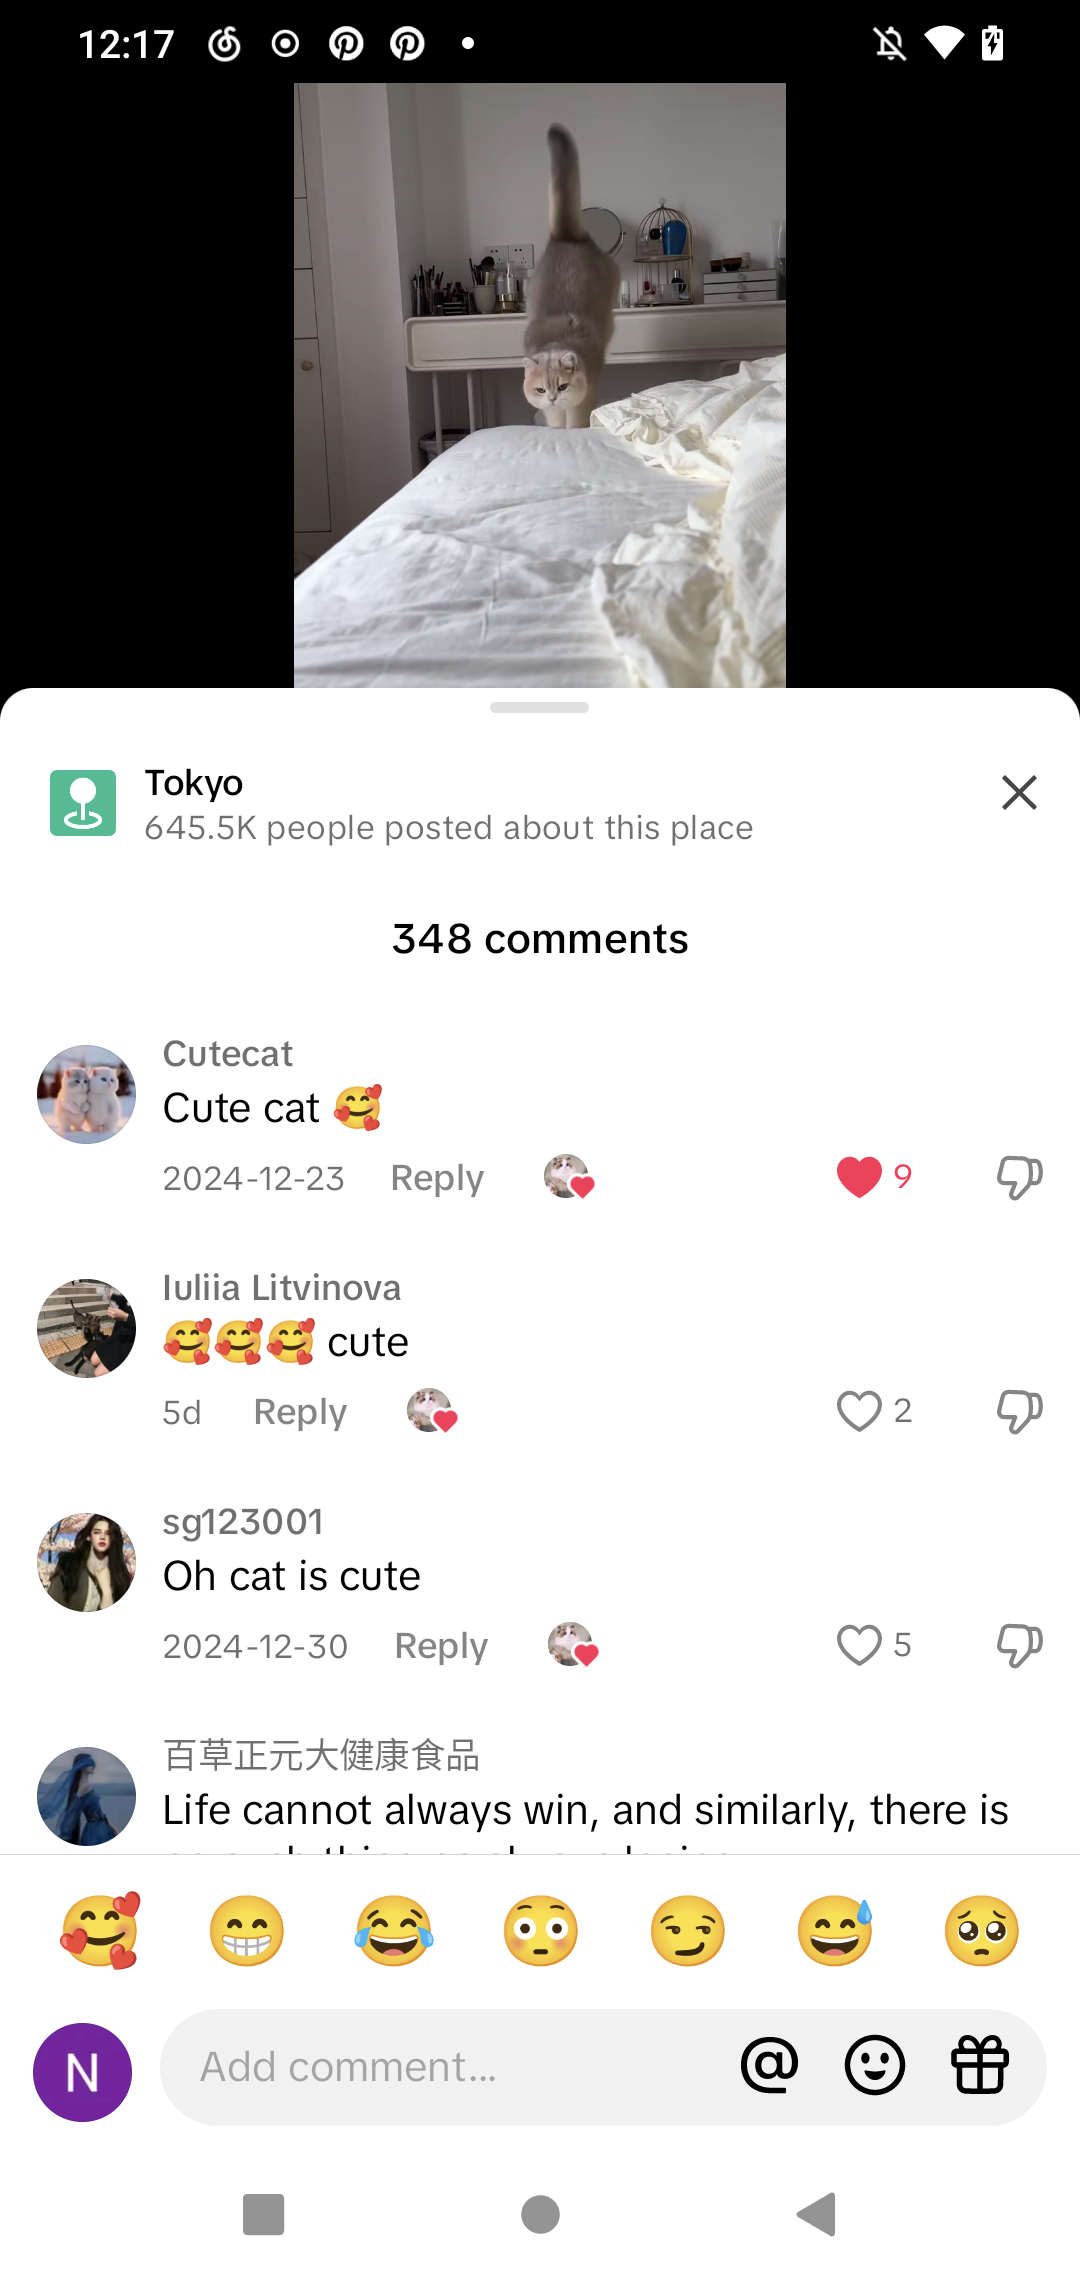 12:17
Tokyo
645.5K people posted about this place
348 comments
Cutecat
Cute cat 🥰
2024-12-23 Reply 9
Iuliia Litvinova
🥰🥰🥰 cute
5d Reply 2
sg123001
Oh cat is cute
2024-12-30 Reply 5
百草正元大健康食品
Life cannot always win, and similarly, there is
N
Add comment...